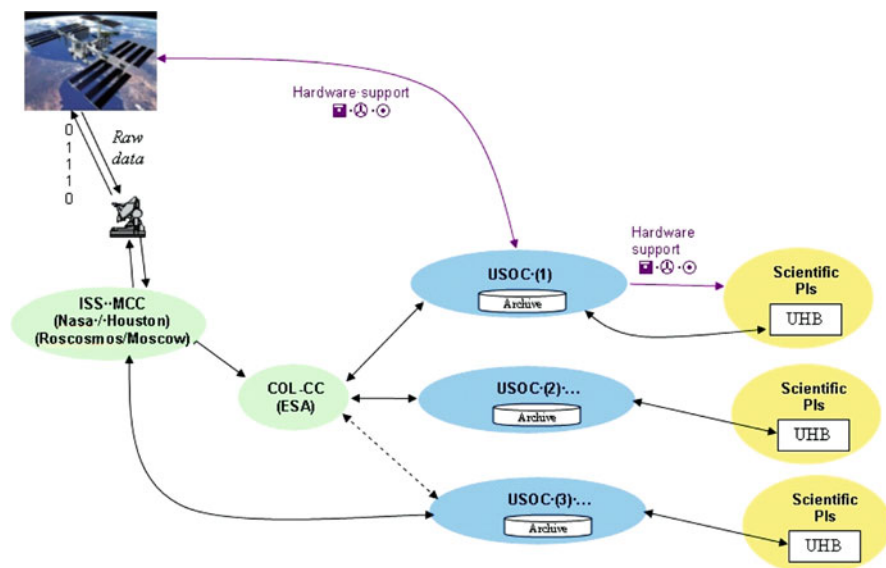 Hardware·support
0
1
1
1
0
Raw
data
Hardware
support
USOC·(1)
Archive
Scientific
PIs
UHB
ISS··MCC
(Nasa·/·Houston)
(Roscosmos/Moscow)
COL-CC
(ESA)
USOC·(2)·...
Archive
Scientific
PIs
UHB
USOC·(3)·...
Archive
Scientific
PIs
UHB